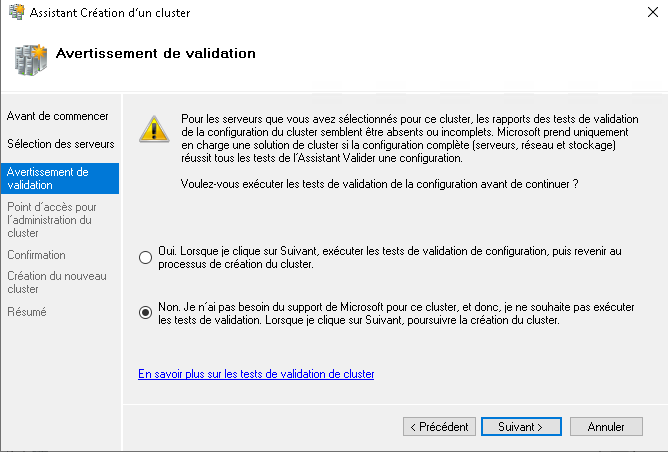 Assistant Création d'un cluster
Avertissement de validation
Avant de commencer
Sélection des serveurs
Avertissement de
validation
Point d'accès pour
l'administration du
cluster
Confirmation
Création du nouveau
cluster
Résumé
Pour les serveurs que vous avez sélectionnés pour ce cluster, les rapports des tests de validation
de la configuration du cluster semblent être absents ou incomplets. Microsoft prend uniquement
en charge une solution de cluster si la configuration complète (serveurs, réseau et stockage)
réussit tous les tests de l'Assistant Valider une configuration.
Voulez-vous exécuter les tests de validation de la configuration avant de continuer ?
Oui. Lorsque je clique sur Suivant, exécuter les tests de validation de configuration, puis revenir au
processus de création du cluster.
Non. Je n'ai pas besoin du support de Microsoft pour ce cluster, et donc, je ne souhaite pas exécuter
les tests de validation. Lorsque je clique sur Suivant, poursuivre la création du cluster.
En savoir plus sur les tests de validation de cluster
< Précédent
Suivant >
Annuler